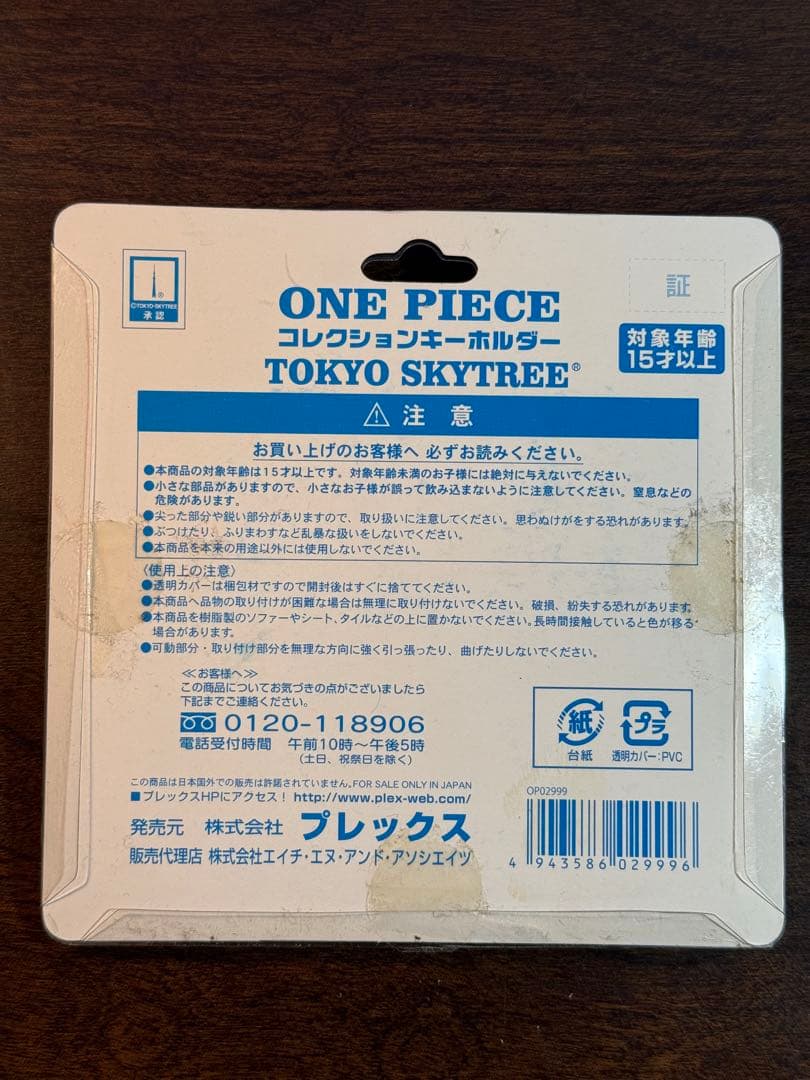 ©TOKYO-SKYTREE
承認
証
ONE PIECE
コレクションキーホルダー
TOKYO SKYTREE®
対象年齢
15才以上
⚠ 注意
お買い上げのお客様へ 必ずお読みください。
●本商品の対象年齢は15才以上です。対象年齢未満のお子様には絶対に与えないでください。
●小さな部品がありますので、小さなお子様が誤って飲み込まないように注意してください。窒息などの
危険があります。
●尖った部分や鋭い部分がありますので、取り扱いに注意してください。思わぬけがをする恐れがあります。
●ぶつけたり、ふりまわすなど乱暴な扱いをしないでください。
●本商品を本来の用途以外には使用しないでください。
〈使用上の注意〉
●透明カバーは梱包材ですので開封後はすぐに捨ててください。
●本商品へ品物の取り付けが困難な場合は無理に取り付けないでください。破損、紛失する恐れがあります。
●本商品を樹脂製のソファーやシート、タイルなどの上に置かないでください。長時間接触していると色が移る
場合があります。
●可動部分・取り付け部分を無理な方向に強く引っ張ったり、曲げたりしないでください。
≪お客様へ≫
この商品についてお気づきの点がございましたら
下記までご連絡ください。
0120-118906
電話受付時間 午前10時〜午後5時
(土日、祝祭日を除く)
紙
台紙
プラ
透明カバー:PVC
この商品は日本国外での販売は許諾されていません。FOR SALE ONLY IN JAPAN
■プレックスHPにアクセス! http://www.plex-web.com/
発売元 株式会社 プレックス
販売代理店 株式会社エイチ・エヌ・アンド・アソシエイツ
OP02999
4 943586 029996